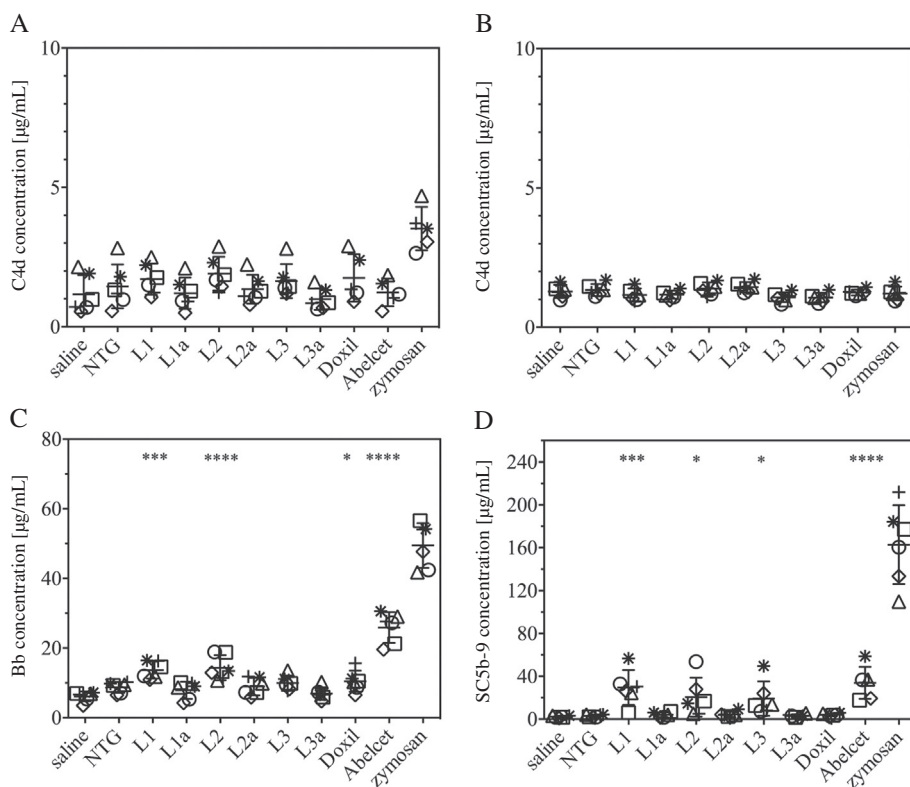 A
C4d concentration [µg/mL]
10
5
0
saline NTG L1 L1a L2 L2a L3 L3a Doxil Abelcet zymosan
B
C4d concentration [µg/mL]
10
5
0
saline NTG L1 L1a L2 L2a L3 L3a Doxil zymosan
C
Bb concentration [µg/mL]
80
60
40
20
0
*** **** * ****
saline NTG L1 L1a L2 L2a L3 L3a Doxil Abelcet zymosan
D
SC5b-9 concentration [µg/mL]
240
200
160
120
80
40
0
*** * * ****
saline NTG L1 L1a L2 L2a L3 L3a Doxil Abelcet zymosan